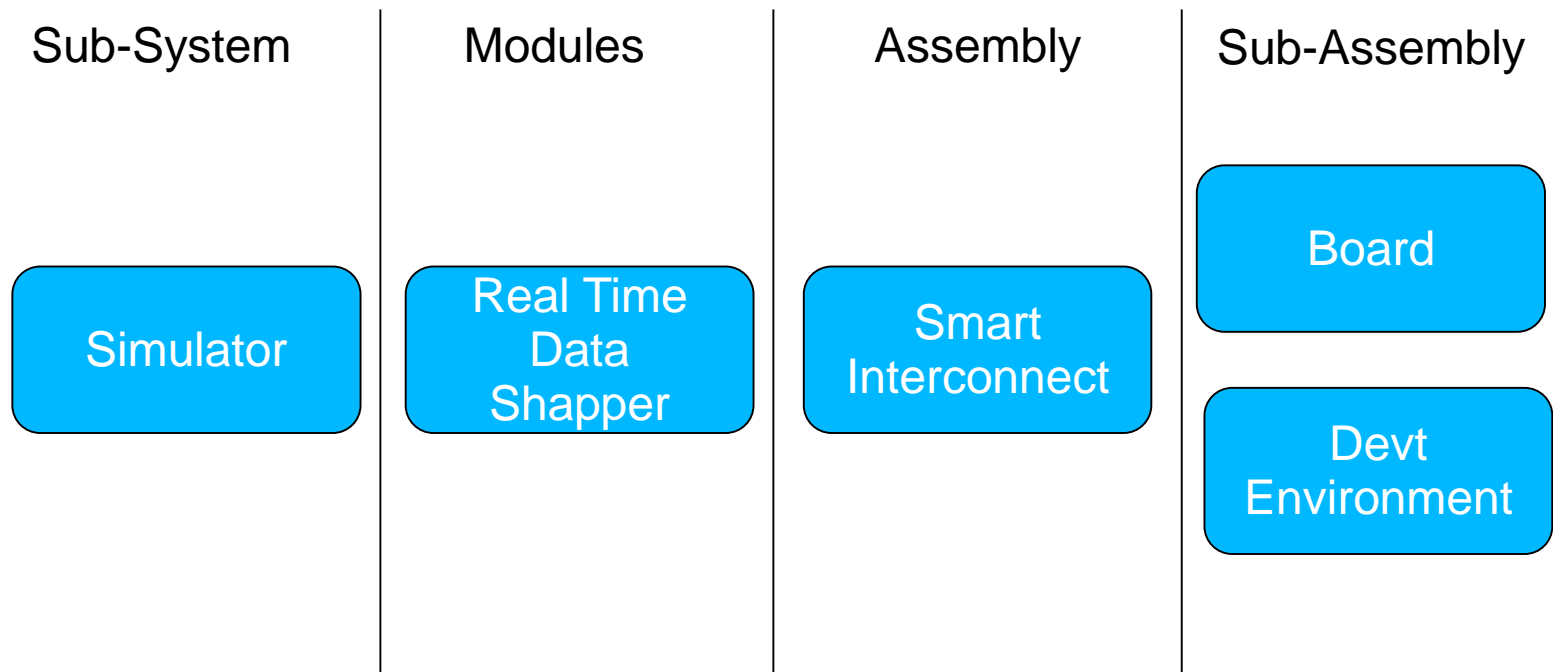 Sub-System
Modules
Assembly
Sub-Assembly
Simulator
Real Time
Data
Shapper
Smart
Interconnect
Board
Devt
Environment